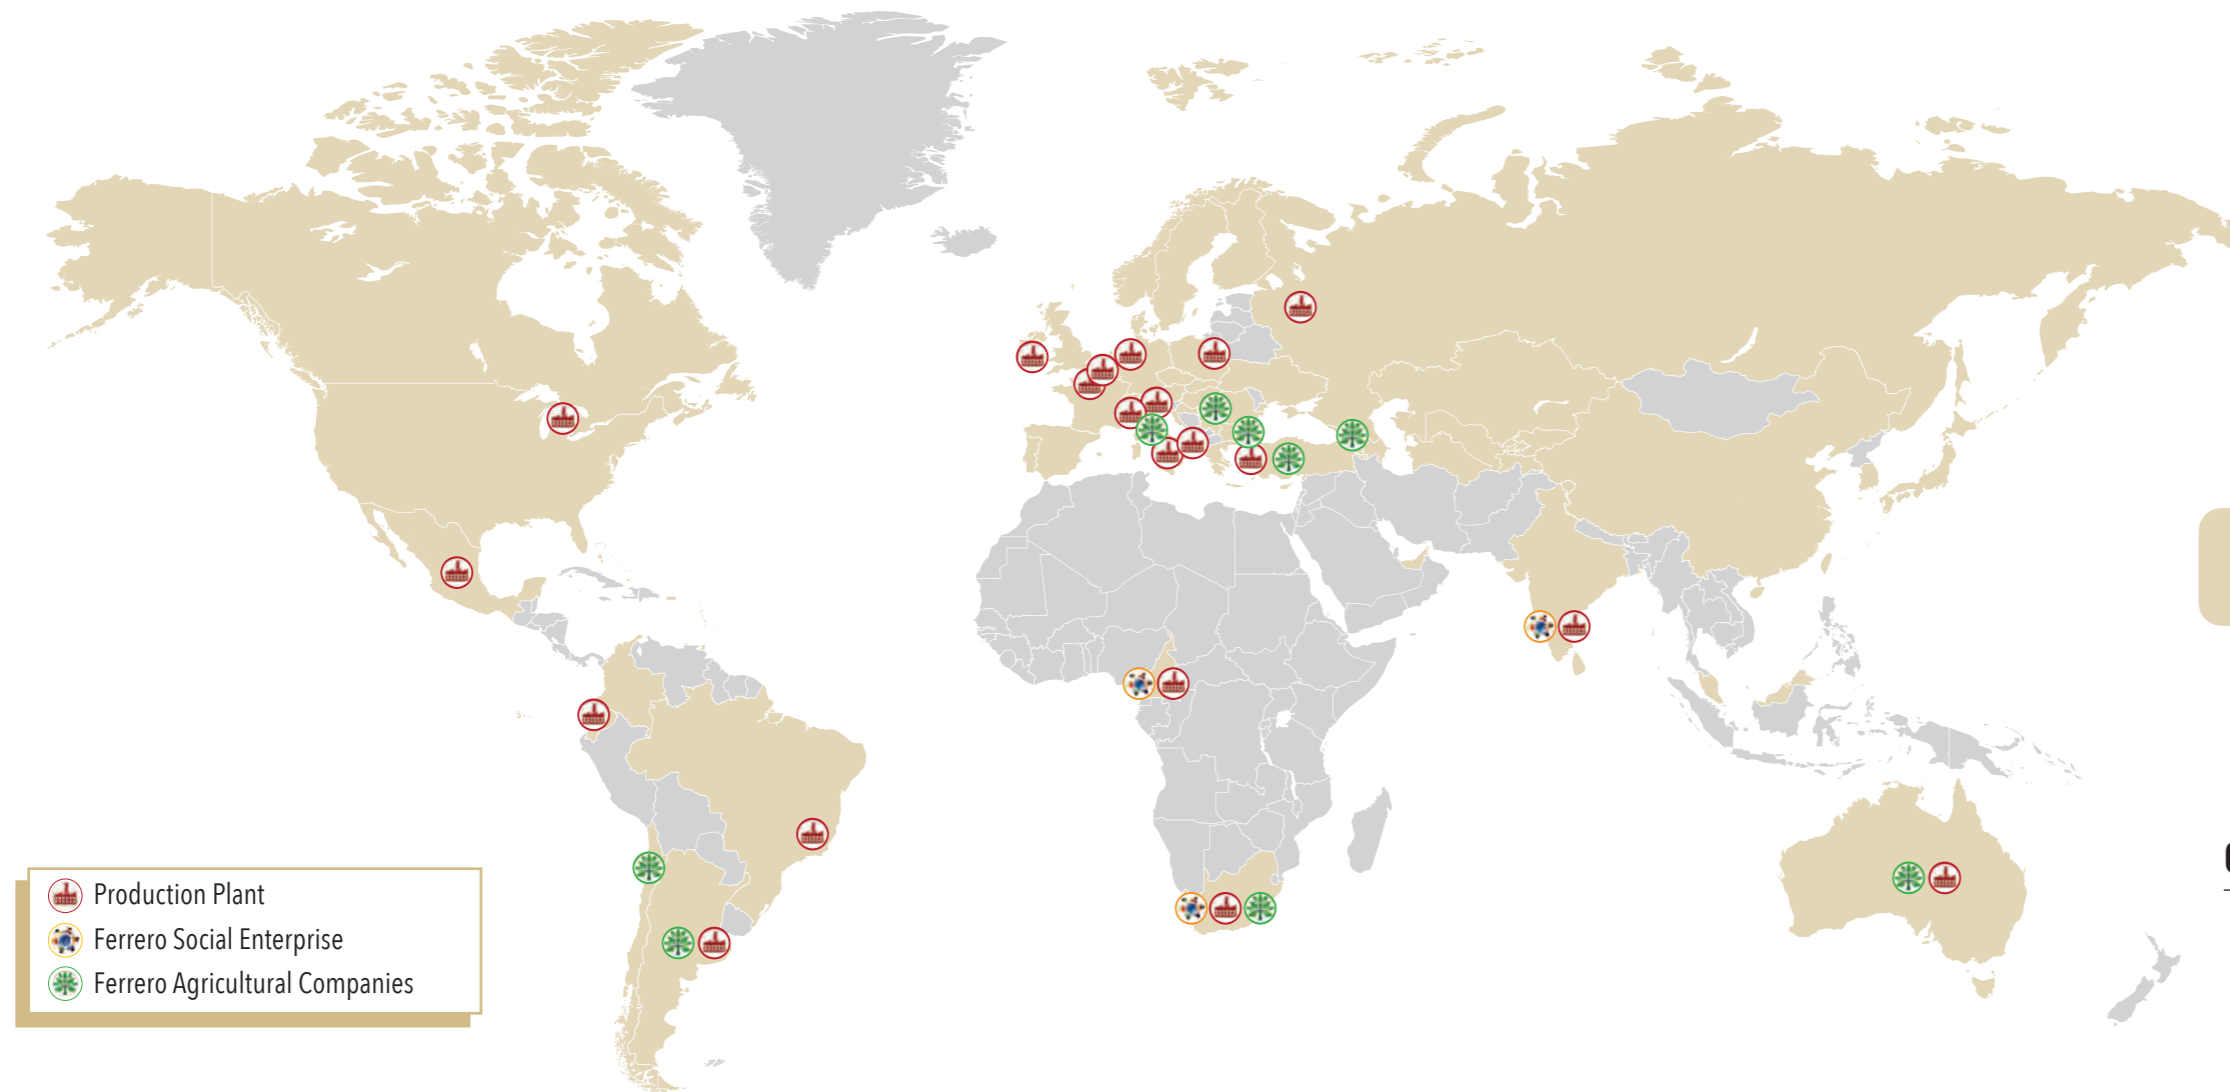 Production Plant
Ferrero Social Enterprise
Ferrero Agricultural Companies